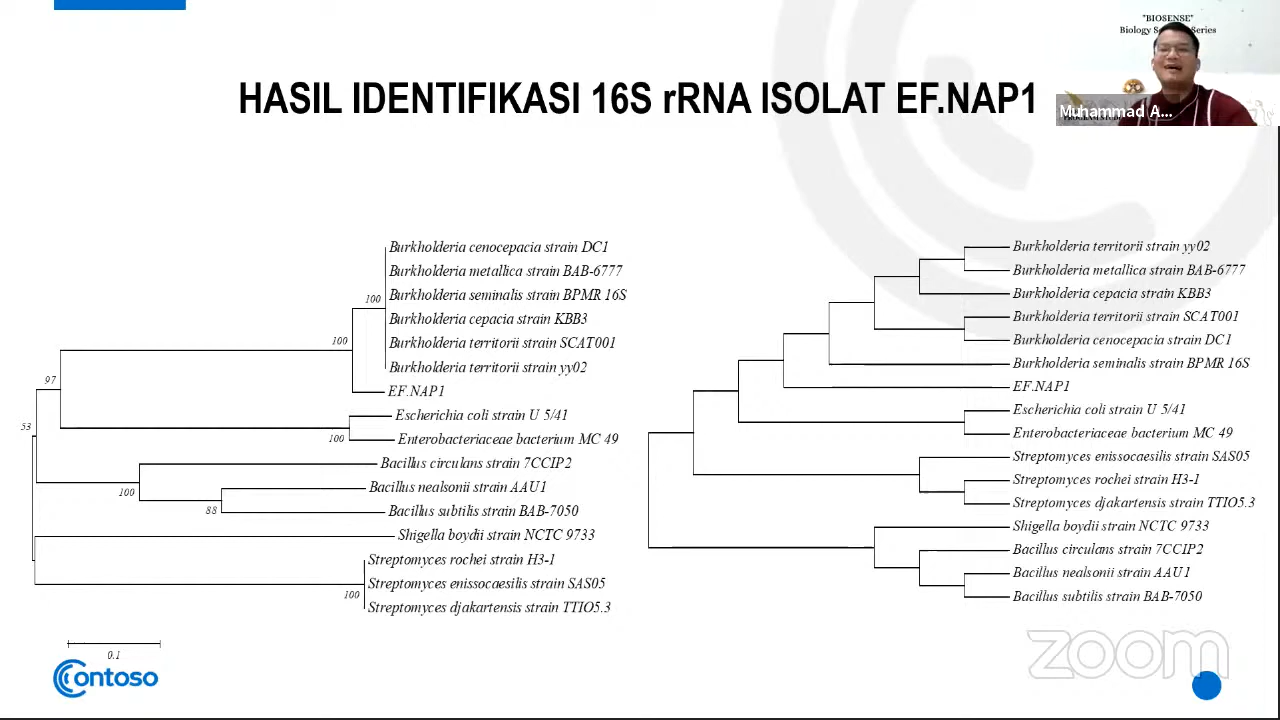 "BIOSENSE"
Biology Series
HASIL IDENTIFIKASI 16S rRNA ISOLAT EF.NAP1
Muhammad A...
Burkholderia cenocepacia strain DC1
Burkholderia metallica strain BAB-6777
Burkholderia seminalis strain BPMR 16S
Burkholderia cepacia strain KBB3
Burkholderia territorii strain SCAT001
Burkholderia territorii strain yy02
EF.NAP1
Escherichia coli strain U 5/41
Enterobacteriaceae bacterium MC 49
Bacillus circulans strain 7CCIP2
Bacillus nealsonii strain AAU1
Bacillus subtilis strain BAB-7050
Shigella boydii strain NCTC 9733
Streptomyces rochei strain H3-1
Streptomyces enissocaesilis strain SAS05
Streptomyces djakartensis strain TTIO5.3
100
100
97
53
100
100
88
100
0.1
Burkholderia territorii strain yy02
Burkholderia metallica strain BAB-6777
Burkholderia cepacia strain KBB3
Burkholderia territorii strain SCAT001
Burkholderia cenocepacia strain DC1
Burkholderia seminalis strain BPMR 16S
EF.NAP1
Escherichia coli strain U 5/41
Enterobacteriaceae bacterium MC 49
Streptomyces enissocaesilis strain SAS05
Streptomyces rochei strain H3-1
Streptomyces djakartensis strain TTIO5.3
Shigella boydii strain NCTC 9733
Bacillus circulans strain 7CCIP2
Bacillus nealsonii strain AAU1
Bacillus subtilis strain BAB-7050
Contoso
zoom